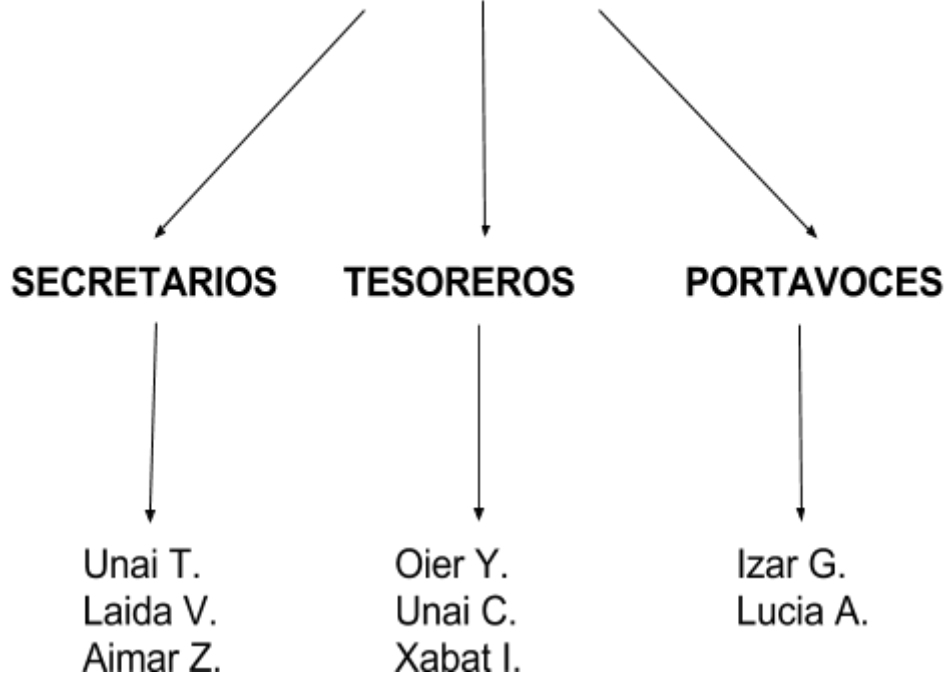 SECRETARIOS
TESOREROS
PORTAVOCES
Unai T.
Laida V.
Aimar Z.
Oier Y.
Unai C.
Xabat I.
Izar G.
Lucia A.